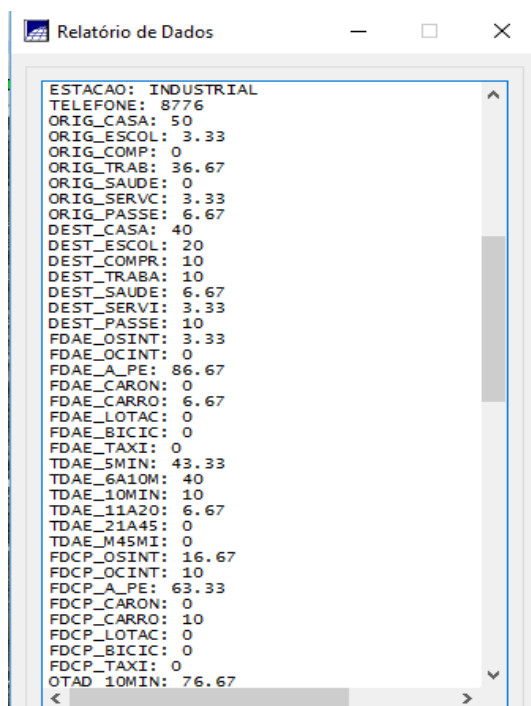 Relatório de Dados
ESTACAO: INDUSTRIAL
TELEFONE: 8776
ORIG_CASA: 50
ORIG_ESCOL: 3.33
ORIG_COMP: 0
ORIG_TRAB: 36.67
ORIG_SAUDE: 0
ORIG_SERVC: 3.33
ORIG_PASSE: 6.67
DEST_CASA: 40
DEST_ESCOL: 20
DEST_COMPR: 10
DEST_TRABA: 10
DEST_SAUDE: 6.67
DEST_SERVI: 3.33
DEST_PASSE: 10
FDAE_OSINT: 3.33
FDAE_OCINT: 0
FDAE_A_PE: 86.67
FDAE_CARON: 0
FDAE_CARRO: 6.67
FDAE_LOTAC: 0
FDAE_BICIC: 0
FDAE_TAXI: 0
TDAE_5MIN: 43.33
TDAE_6A10M: 40
TDAE_10MIN: 10
TDAE_11A20: 6.67
TDAE_21A45: 0
TDAE_M45MI: 0
FDCP_OSINT: 16.67
FDCP_OCINT: 10
FDCP_A_PE: 63.33
FDCP_CARON: 0
FDCP_CARRO: 10
FDCP_LOTAC: 0
FDCP_BICIC: 0
FDCP_TAXI: 0
OTAD_10MIN: 76.67